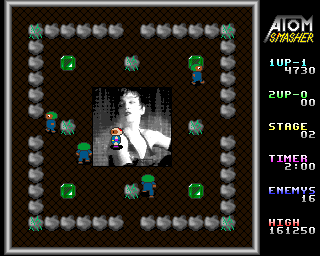 ATOM
SMASHER
1UP-1
4730
2UP-0
00
STAGE
02
TIMER
2:00
ENEMYS
16
HIGH
161250